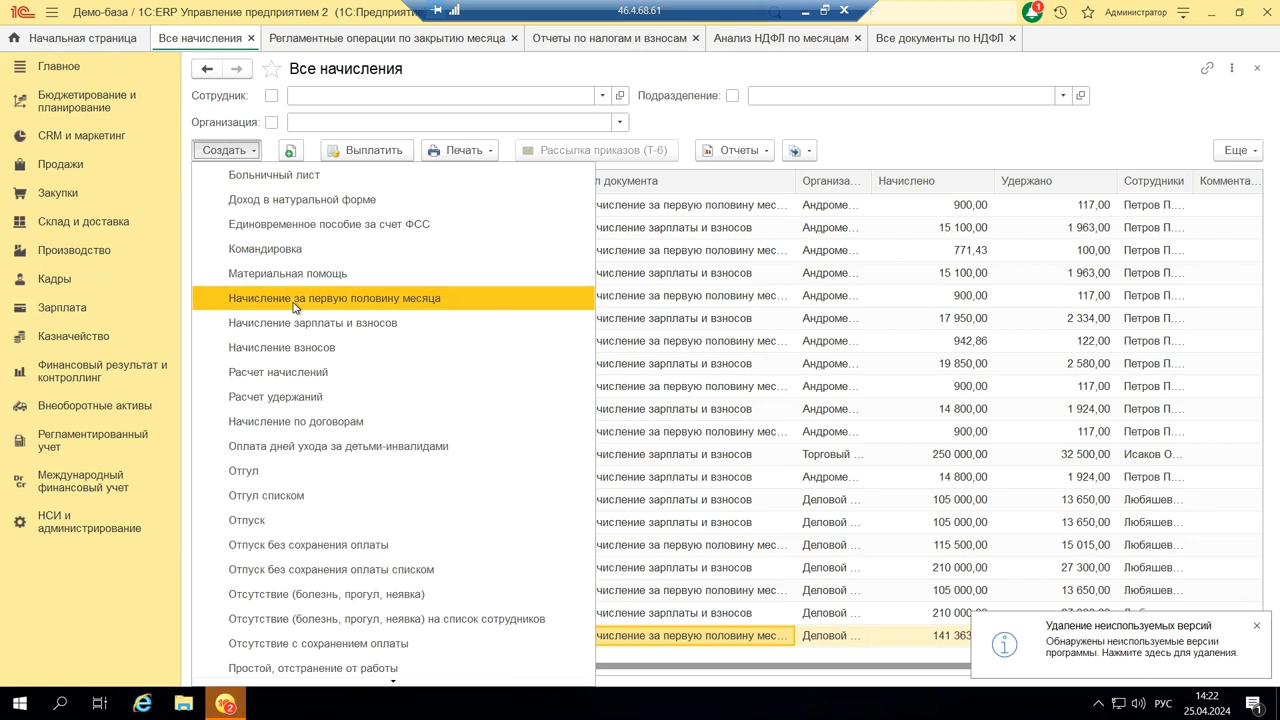 Демо-база / 1C:ERP Управление предприятием 2 (1С:Предприятие
46.4.68.61
1
Администратор
Начальная страница
Все начисления ×
Регламентные операции по закрытию месяца ×
Отчеты по налогам и взносам ×
Анализ НДФЛ по месяцам ×
Все документы по НДФЛ ×
Главное
Бюджетирование и
планирование
CRM и маркетинг
Продажи
Закупки
Склад и доставка
Производство
Кадры
Зарплата
Казначейство
Финансовый результат и
контроллинг
Внеоборотные активы
Регламентированный
учет
Международный
финансовый учет
НСИ и
администрирование
Все начисления
Сотрудник:
Подразделение:
Организация:
Создать
Выплатить
Печать
Рассылка приказов (Т-6)
Отчеты
Еще
Больничный лист
Доход в натуральной форме
Единовременное пособие за счет ФСС
Командировка
Материальная помощь
Начисление за первую половину месяца
Начисление зарплаты и взносов
Начисление взносов
Расчет начислений
Расчет удержаний
Начисление по договорам
Оплата дней ухода за детьми-инвалидами
Отгул
Отгул списком
Отпуск
Отпуск без сохранения оплаты
Отпуск без сохранения оплаты списком
Отсутствие (болезнь, прогул, неявка)
Отсутствие (болезнь, прогул, неявка) на список сотрудников
Отсутствие с сохранением оплаты
Простой, отстранение от работы
п документа Организа... Начислено Удержано Сотрудники Коммента...
числение за первую половину мес... Андроме... 900,00 117,00 Петров П....
числение зарплаты и взносов Андроме... 15 100,00 1 963,00 Петров П....
числение за первую половину мес... Андроме... 771,43 100,00 Петров П....
числение зарплаты и взносов Андроме... 15 100,00 1 963,00 Петров П....
числение за первую половину мес... Андроме... 900,00 117,00 Петров П....
числение зарплаты и взносов Андроме... 17 950,00 2 334,00 Петров П....
числение за первую половину мес... Андроме... 942,86 122,00 Петров П....
числение зарплаты и взносов Андроме... 19 850,00 2 580,00 Петров П....
числение за первую половину мес... Андроме... 900,00 117,00 Петров П....
числение зарплаты и взносов Андроме... 14 800,00 1 924,00 Петров П....
числение за первую половину мес... Андроме... 900,00 117,00 Петров П....
числение зарплаты и взносов Торговый ... 250 000,00 32 500,00 Исаков О...
числение зарплаты и взносов Андроме... 14 800,00 1 924,00 Петров П....
числение зарплаты и взносов Деловой ... 105 000,00 13 650,00 Любяшев...
числение зарплаты и взносов Деловой ... 105 000,00 13 650,00 Любяшев...
числение за первую половину мес... Деловой ... 115 500,00 15 015,00 Любяшев...
числение зарплаты и взносов Деловой ... 210 000,00 27 300,00 Любяшев...
числение за первую половину мес... Деловой ... 105 000,00 13 650,00 Любяшев...
числение зарплаты и взносов Деловой ... 210 000
числение за первую половину мес... Деловой ... 141 363
Удаление неиспользуемых версий
Обнаружены неиспользуемые версии
программы. Нажмите здесь для удаления.
РУС
14:22
25.04.2024